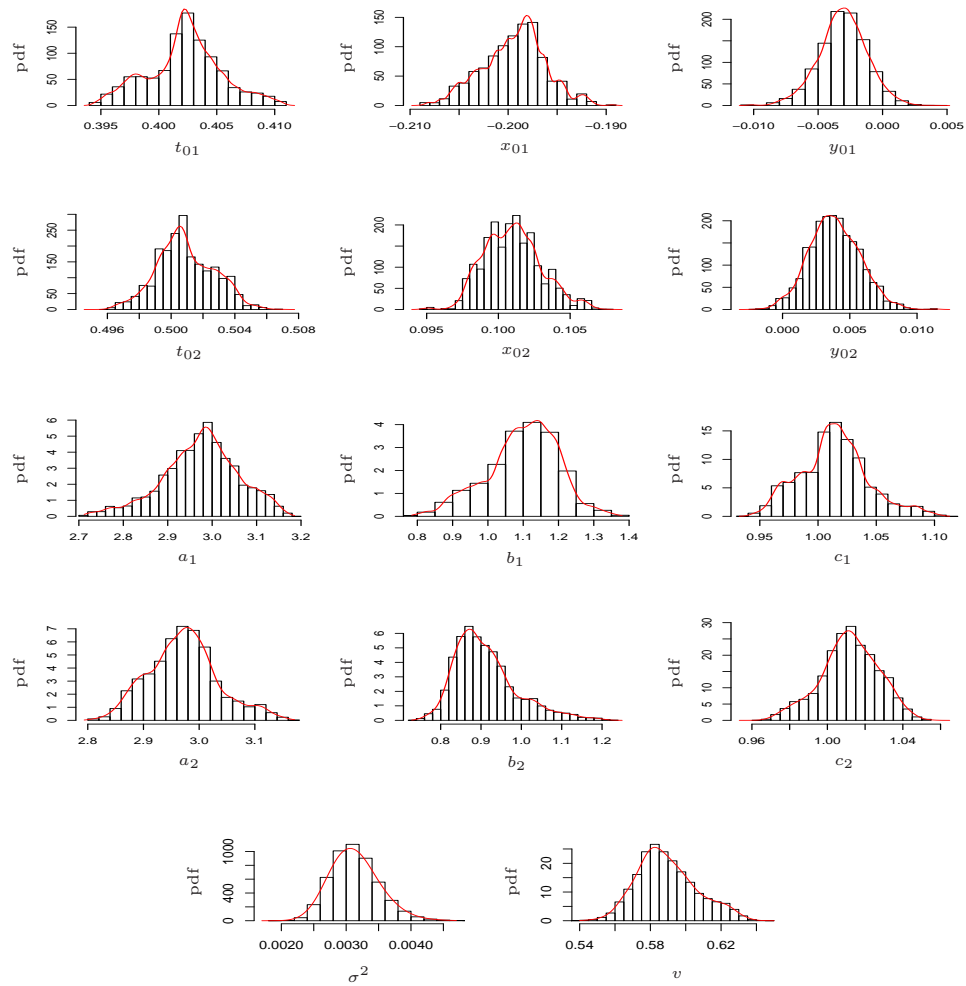 pdf 0 50 100 150 0.395 0.400 0.405 0.410 t01
pdf 0 50 100 150 −0.210 −0.200 −0.190 x01
pdf 0 50 100 200 −0.010 −0.005 0.000 0.005 y01
pdf 0 50 150 250 0.496 0.500 0.504 0.508 t02
pdf 0 50 100 200 0.095 0.100 0.105 x02
pdf 0 50 100 200 0.000 0.005 0.010 y02
pdf 0 1 2 3 4 5 6 2.7 2.8 2.9 3.0 3.1 3.2 a1
pdf 0 1 2 3 4 0.8 0.9 1.0 1.1 1.2 1.3 1.4 b1
pdf 0 5 10 15 0.95 1.00 1.05 1.10 c1
pdf 0 1 2 3 4 5 6 7 2.8 2.9 3.0 3.1 a2
pdf 0 1 2 3 4 5 6 0.8 0.9 1.0 1.1 1.2 b2
pdf 0 5 10 20 30 0.96 1.00 1.04 c2
pdf 0 400 1000 0.0020 0.0030 0.0040 σ2
pdf 0 5 10 20 0.54 0.58 0.62 v